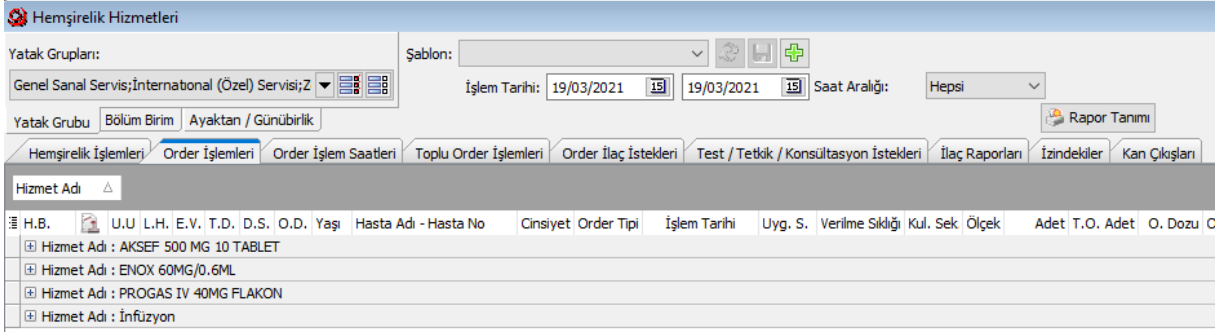 Hemşirelik Hizmetleri
Yatak Grupları:
Şablon:
Genel Sanal Servis;İnternatıonal (Özel) Servisi;Z
İşlem Tarihi: 19/03/2021 15 19/03/2021 15 Saat Aralığı: Hepsi
Yatak Grubu Bölüm Birim Ayaktan / Günübirlik
Rapor Tanımı
Hemşirelik İşlemleri Order İşlemleri Order İşlem Saatleri Toplu Order İşlemleri Order İlaç İstekleri Test / Tetkik / Konsültasyon İstekleri İlaç Raporları İzindekiler Kan Çıkışları
Hizmet Adı
H.B. U.U L.H. E.V. T.D. D.S. O.D. Yaşı Hasta Adı - Hasta No Cinsiyet Order Tipi İşlem Tarihi Uyg. S. Verilme Sıklığı Kul. Sek Ölçek Adet T.O. Adet O. Dozu
Hizmet Adı : AKSEF 500 MG 10 TABLET
Hizmet Adı : ENOX 60MG/0.6ML
Hizmet Adı : PROGAS IV 40MG FLAKON
Hizmet Adı : İnfüzyon